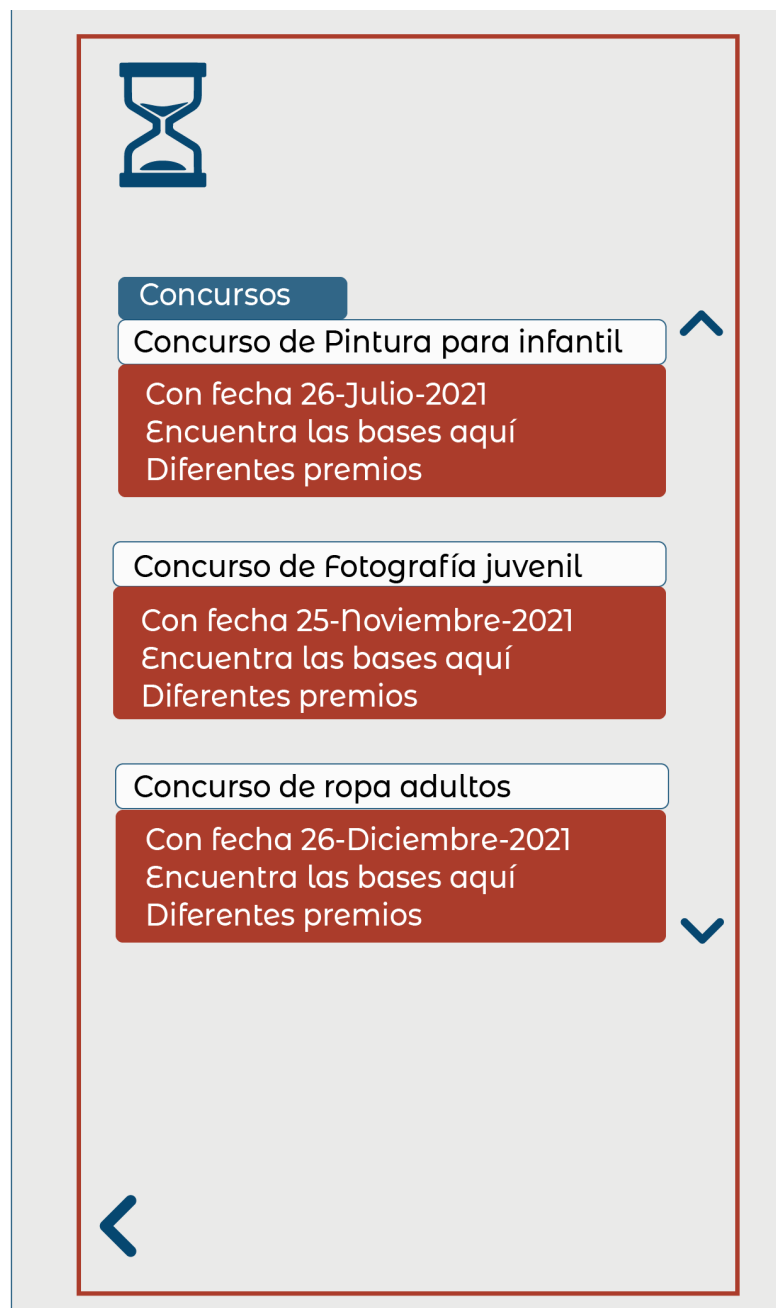 Concursos
Concurso de Pintura para infantil
Con fecha 26-Julio-2021
Encuentra las bases aquí
Diferentes premios
Concurso de Fotografía juvenil
Con fecha 25-Noviembre-2021
Encuentra las bases aquí
Diferentes premios
Concurso de ropa adultos
Con fecha 26-Diciembre-2021
Encuentra las bases aquí
Diferentes premios